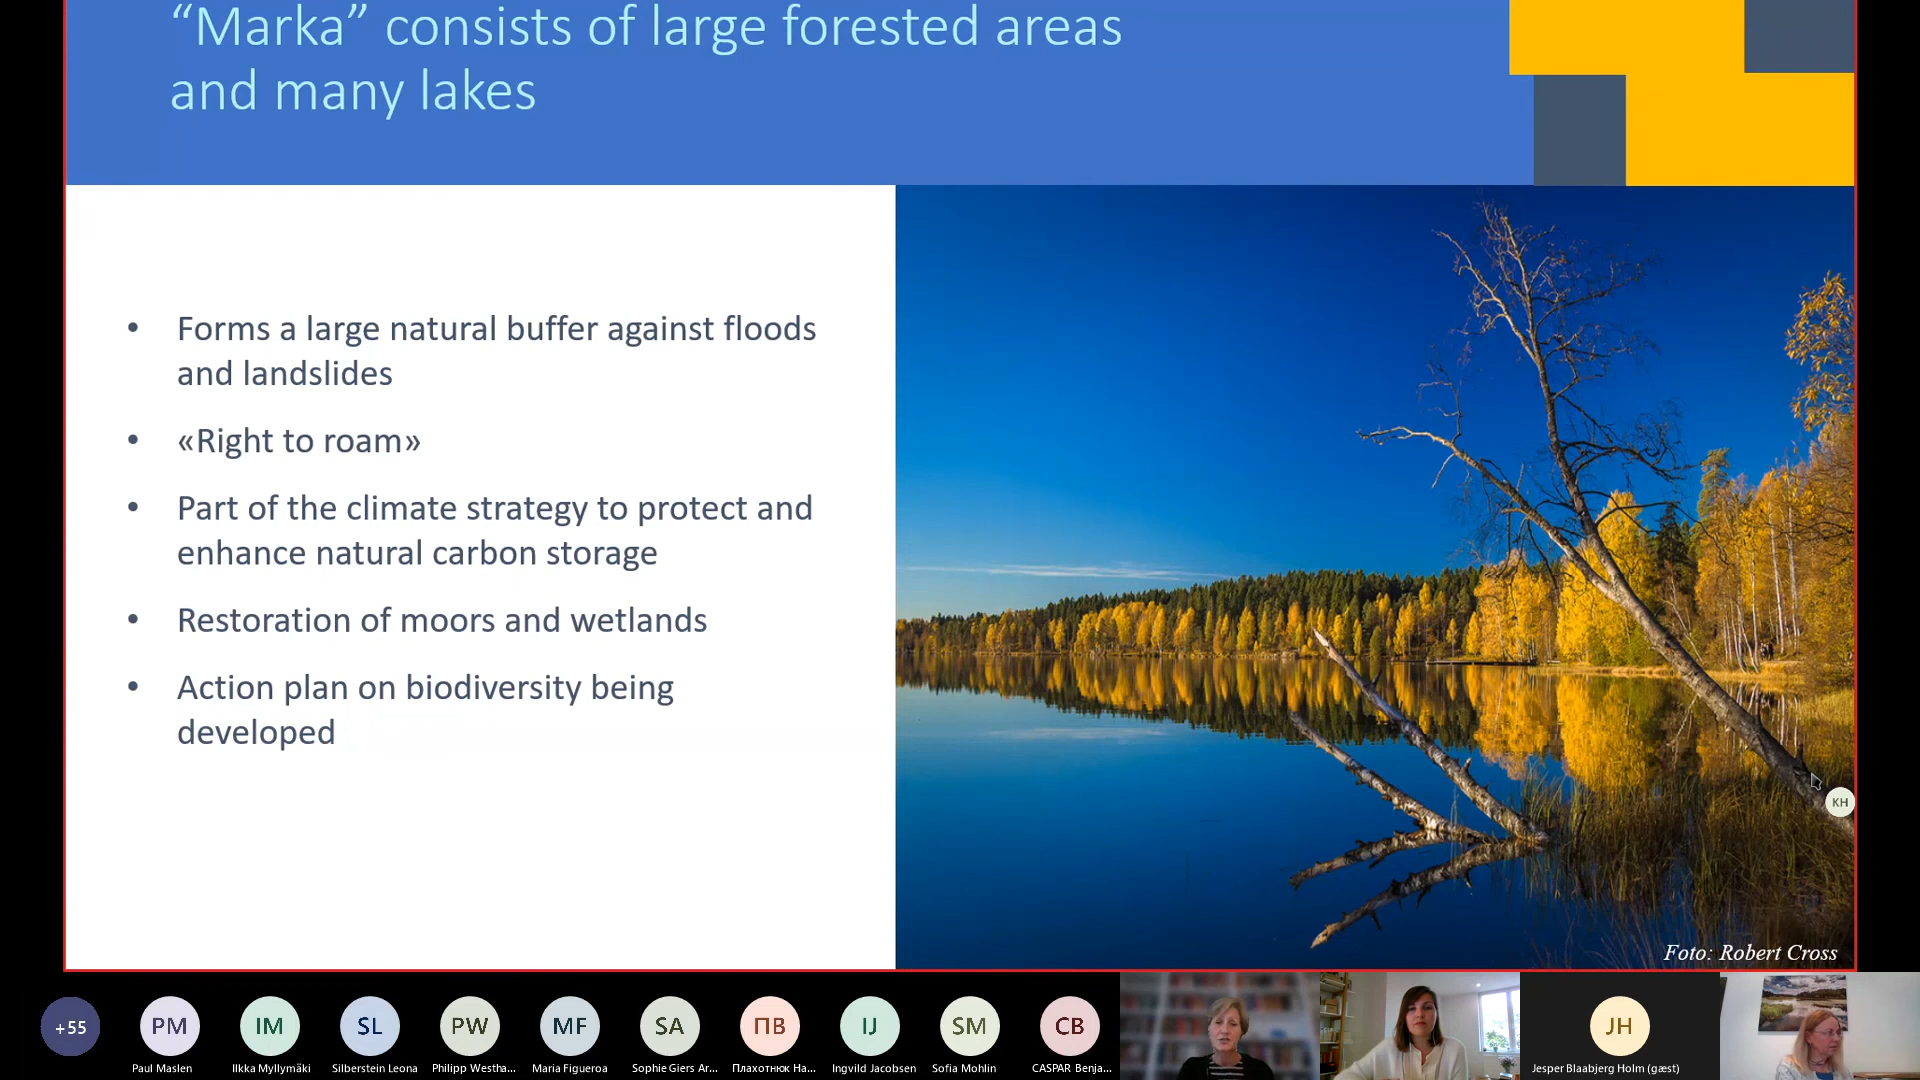 “Marka” consists of large forested areas
and many lakes
• Forms a large natural buffer against floods
and landslides
• «Right to roam»
• Part of the climate strategy to protect and
enhance natural carbon storage
• Restoration of moors and wetlands
• Action plan on biodiversity being
developed
KH
Foto: Robert Cross
+55
PM
IM
SL
PW
MF
SA
ПВ
IJ
SM
CB
JH
Paul Maslen
Ilkka Myllymäki
Silberstein Leona
Philipp Westha...
Maria Figueroa
Sophie Giers Ar...
Плахотнюк На...
Ingvild Jacobsen
Sofia Mohlin
CASPAR Benja...
Jesper Blaabjerg Holm (gæst)